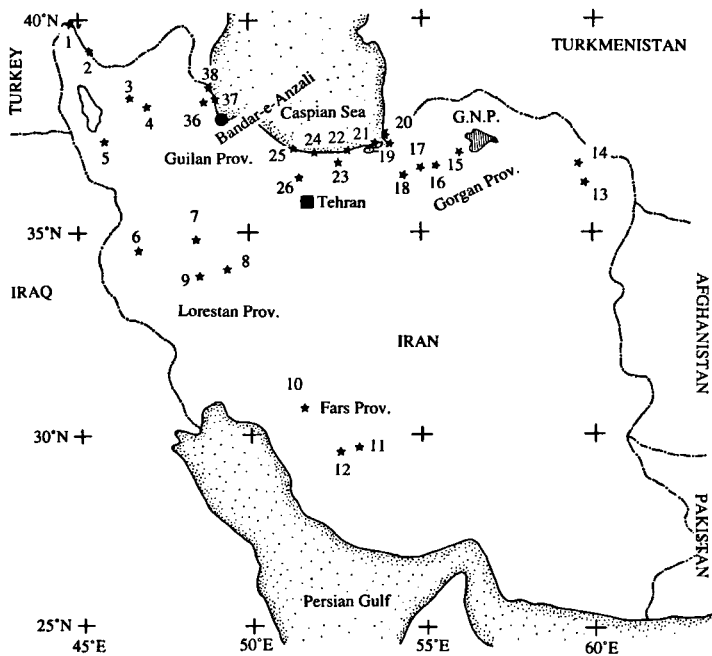 40°N
TURKEY
TURKMENISTAN
1
2
3
4
5
38
37
36
Bandar-e-Anzali
Caspian Sea
Guilan Prov.
25
24
22
21
20
19
23
26
Tehran
G.N.P.
18
17
16
15
Gorgan Prov.
14
13
35°N
6
7
8
9
IRAQ
Lorestan Prov.
IRAN
AFGHANISTAN
10
Fars Prov.
11
12
30°N
PAKISTAN
Persian Gulf
25°N
45°E
50°E
55°E
60°E